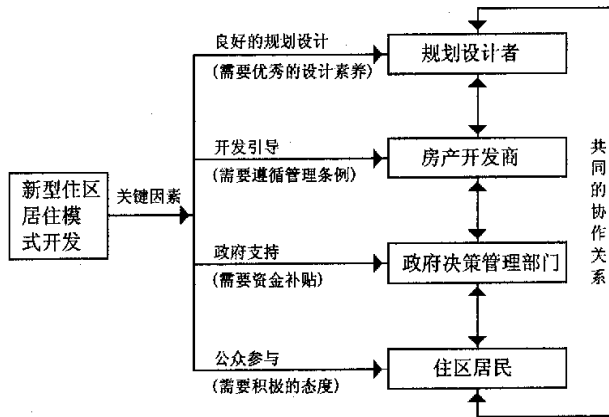 良好的规划设计
(需要优秀的设计素养)
规划设计者
开发引导
(需要遵循管理条例)
房产开发商
新型住区
居住模
式开发
关键因素
政府支持
(需要资金补贴)
政府决策管理部门
公众参与
(需要积极的态度)
住区居民
共同的协作关系